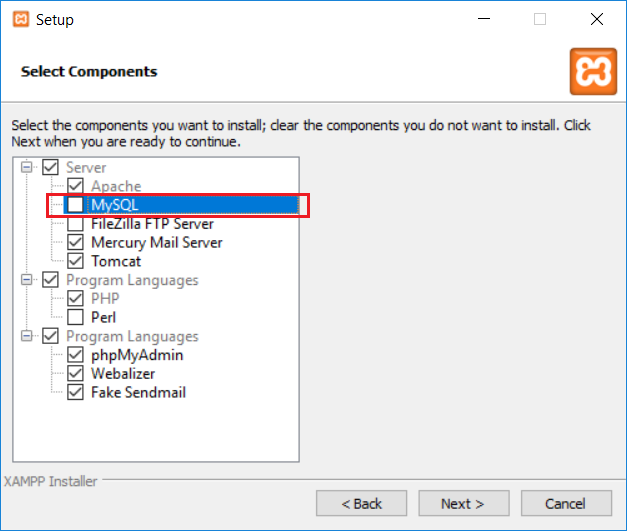 Setup
Select Components
Select the components you want to install; clear the components you do not want to install. Click
Next when you are ready to continue.
Server
Apache
MySQL
FileZilla FTP Server
Mercury Mail Server
Tomcat
Program Languages
PHP
Perl
Program Languages
phpMyAdmin
Webalizer
Fake Sendmail
XAMPP Installer
< Back
Next >
Cancel